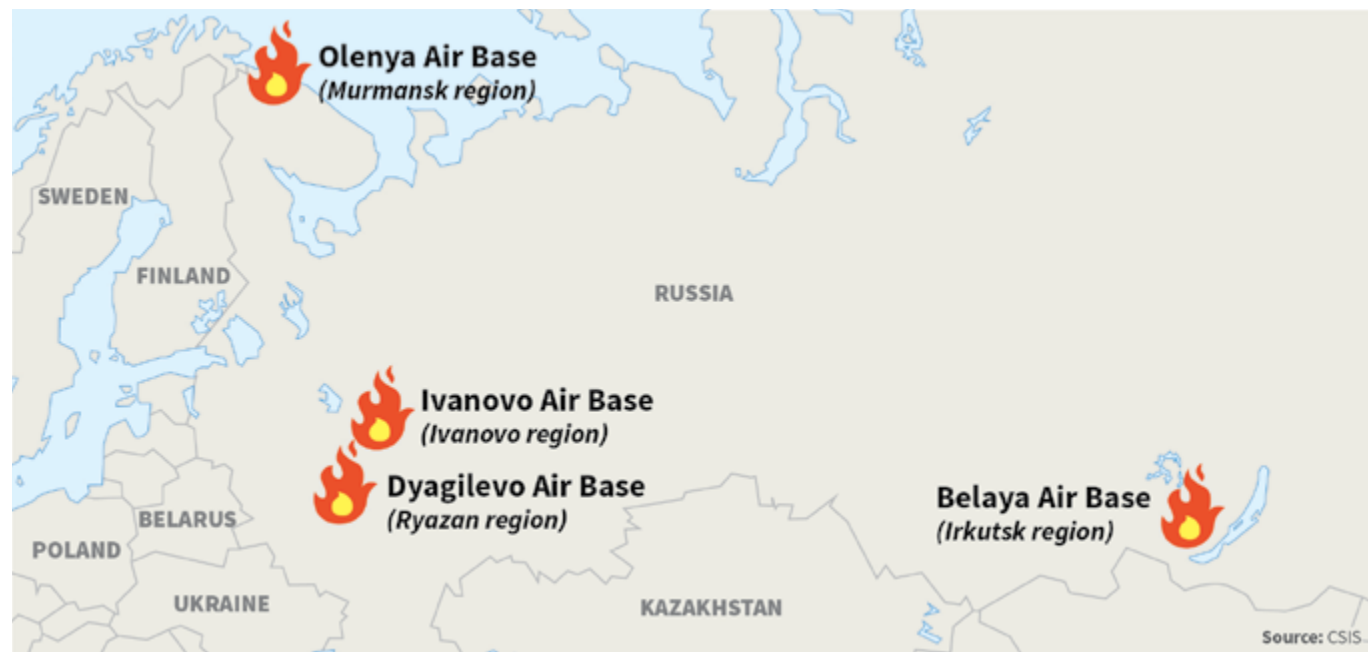 Olenya Air Base
(Murmansk region)
SWEDEN
FINLAND
RUSSIA
Ivanovo Air Base
(Ivanovo region)
Dyagilevo Air Base
(Ryazan region)
Belaya Air Base
(Irkutsk region)
BELARUS
POLAND
UKRAINE
KAZAKHSTAN
Source: CSIS